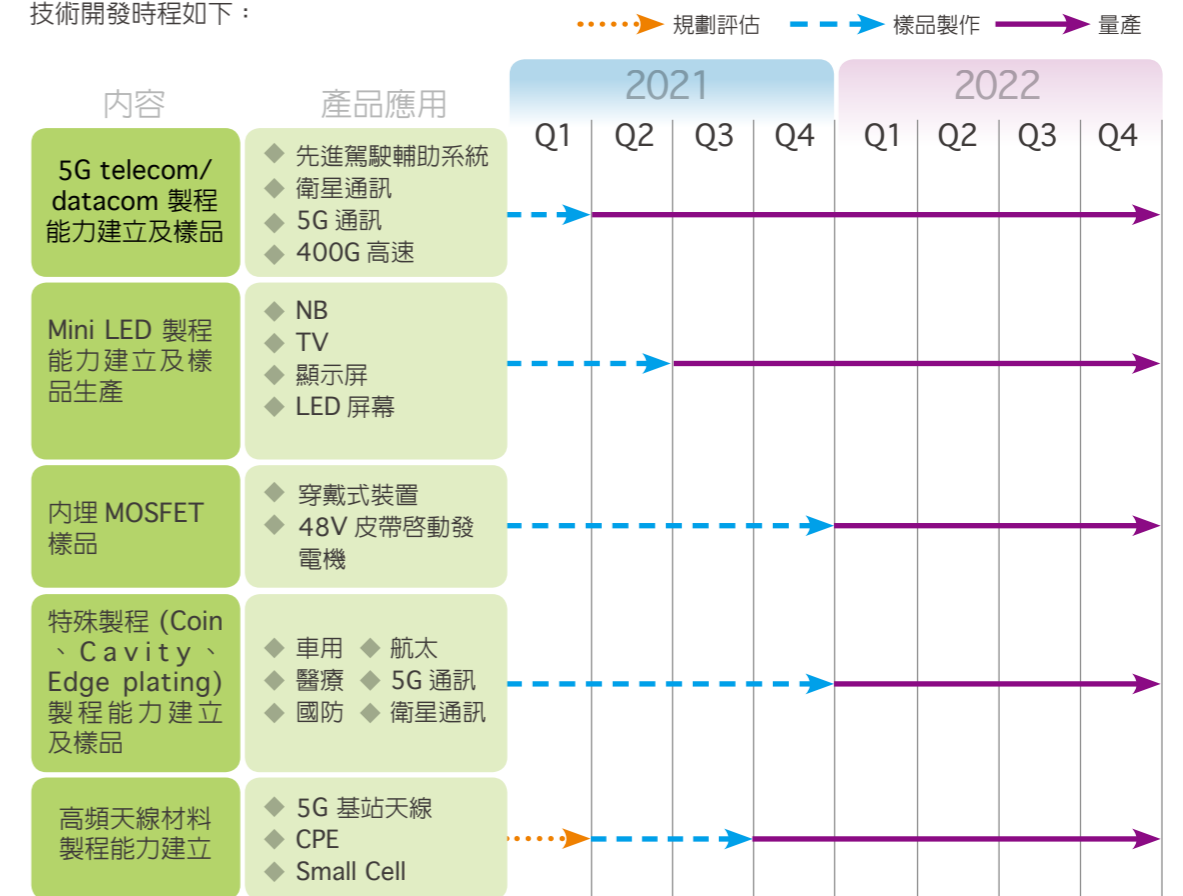 技術開發時程如下：
規劃評估 樣品製作 量產
2021 2022
內容 產品應用
Q1 Q2 Q3 Q4 Q1 Q2 Q3 Q4
5G telecom/
datacom 製程
能力建立及樣品
◆ 先進駕駛輔助系統
◆ 衛星通訊
◆ 5G 通訊
◆ 400G 高速
Mini LED 製程
能力建立及樣
品生產
◆ NB
◆ TV
◆ 顯示屏
◆ LED 屏幕
內埋 MOSFET
樣品
◆ 穿戴式裝置
◆ 48V 皮帶啓動發
電機
特殊製程 (Coin
、Cavity、
Edge plating)
製程能力建立
及樣品
◆ 車用 ◆ 航太
◆ 醫療 ◆ 5G 通訊
◆ 國防 ◆ 衛星通訊
高頻天線材料
製程能力建立
◆ 5G 基站天線
◆ CPE
◆ Small Cell